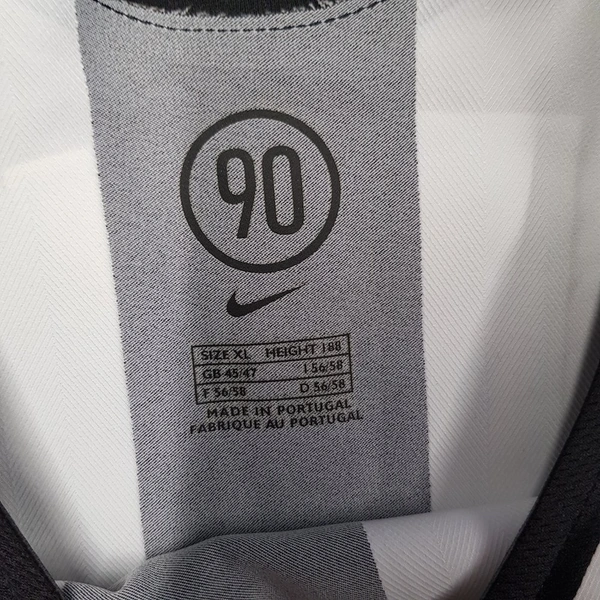 90
SIZE XL HEIGHT 188
GB 45/47 I 56/58
F 56/58 D 56/58
MADE IN PORTUGAL
FABRIQUE AU PORTUGAL